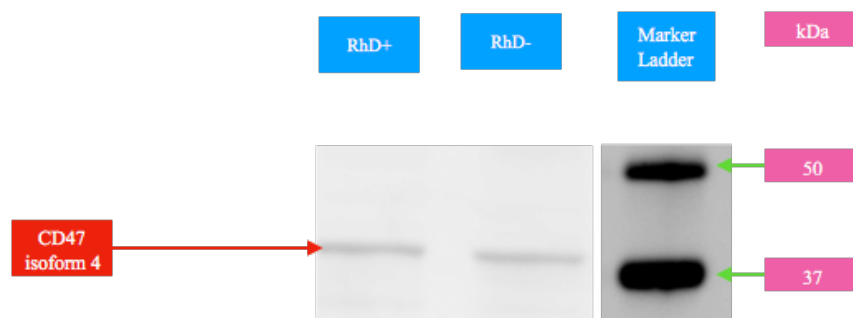 RhD+
RhD-
Marker
Ladder
kDa
50
CD47
isoform 4
37